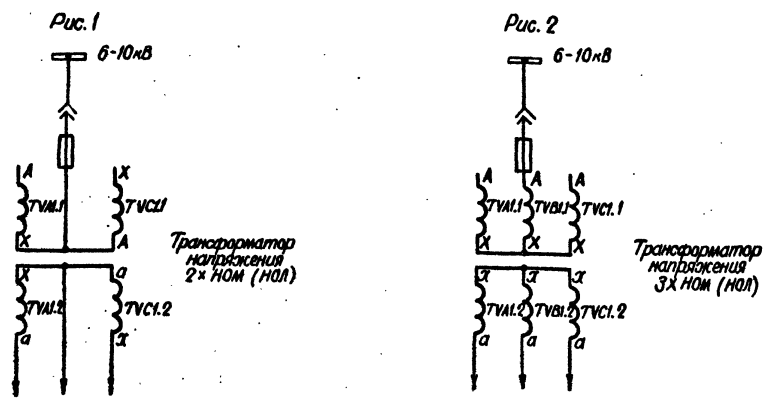 Рис. 1
6-10кВ
A
X
TVA1.1
TVC1.1
X
A
Трансформатор
напряжения
2× НОМ (НОЛ)
X
a
TVA1.2
TVC1.2
a
x
Рис. 2
6-10кВ
A
A
A
TVA1.1
TVB1.1
TVC1.1
X
X
X
Трансформатор
напряжения
3× НОМ (НОЛ)
x
x
x
TVA1.2
TVB1.2
TVC1.2
a
a
a